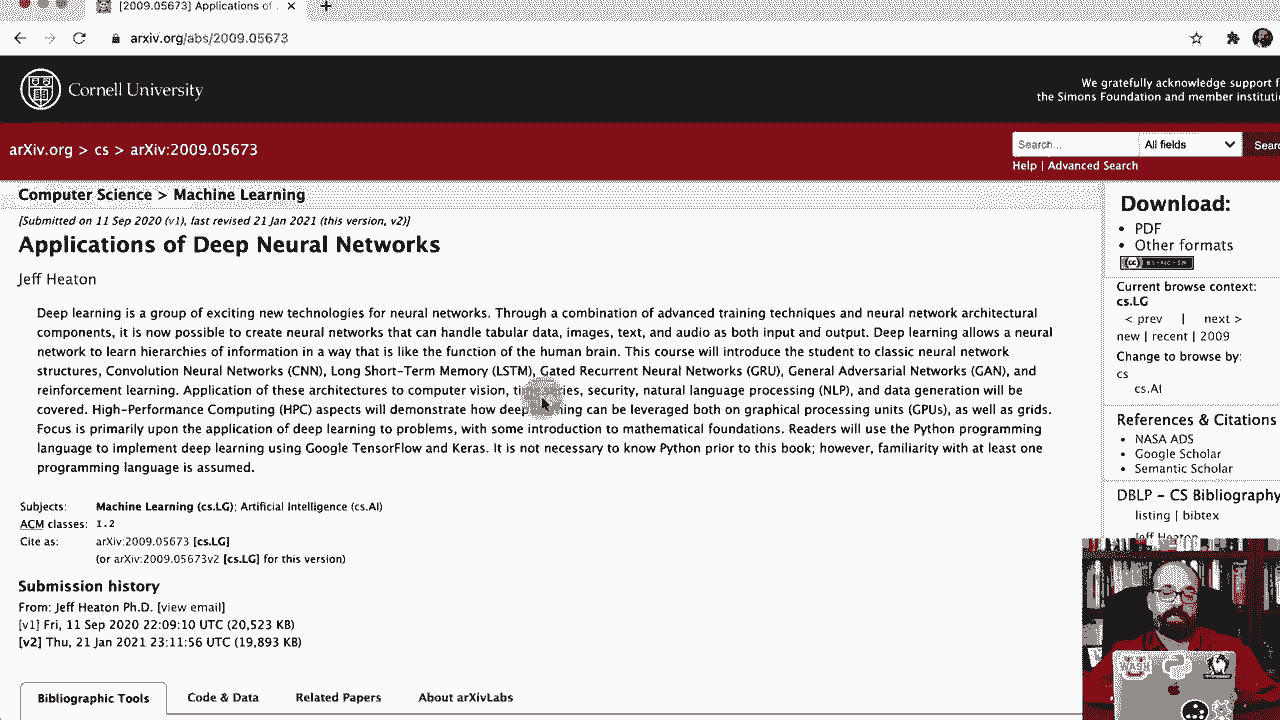 [2009.05673] Applications of
arxiv.org/abs/2009.05673
Cornell University
We gratefully acknowledge support f
the Simons Foundation and member instituti
arXiv.org > cs > arXiv:2009.05673
Search...
All fields
Sear
Help | Advanced Search
Computer Science > Machine Learning
[Submitted on 11 Sep 2020 (v1), last revised 21 Jan 2021 (this version, v2)]
Applications of Deep Neural Networks
Jeff Heaton
Deep learning is a group of exciting new technologies for neural networks. Through a combination of advanced training techniques and neural network architectural
components, it is now possible to create neural networks that can handle tabular data, images, text, and audio as both input and output. Deep learning allows a neural
network to learn hierarchies of information in a way that is like the function of the human brain. This course will introduce the student to classic neural network
structures, Convolution Neural Networks (CNN), Long Short-Term Memory (LSTM), Gated Recurrent Neural Networks (GRU), General Adversarial Networks (GAN), and
reinforcement learning. Application of these architectures to computer vision, security, natural language processing (NLP), and data generation will be
covered. High-Performance Computing (HPC) aspects will demonstrate how deep can be leveraged both on graphical processing units (GPUs), as well as grids.
Focus is primarily upon the application of deep learning to problems, with some introduction to mathematical foundations. Readers will use the Python programming
language to implement deep learning using Google TensorFlow and Keras. It is not necessary to know Python prior to this book; however, familiarity with at least one
programming language is assumed.
Subjects: Machine Learning (cs.LG); Artificial Intelligence (cs.AI)
ACM classes: I.2
Cite as: arXiv:2009.05673 [cs.LG]
(or arXiv:2009.05673v2 [cs.LG] for this version)
Submission history
From: Jeff Heaton Ph.D. [view email]
[v1] Fri, 11 Sep 2020 22:09:10 UTC (20,523 KB)
[v2] Thu, 21 Jan 2021 23:11:56 UTC (19,893 KB)
Bibliographic Tools
Code & Data
Related Papers
About arXivLabs
Download:
• PDF
• Other formats
Current browse context:
cs.LG
< prev | next >
new | recent | 2009
Change to browse by:
cs
cs.AI
References & Citations
• NASA ADS
• Google Scholar
• Semantic Scholar
DBLP – CS Bibliography
listing | bibtex
Jeff Heaton